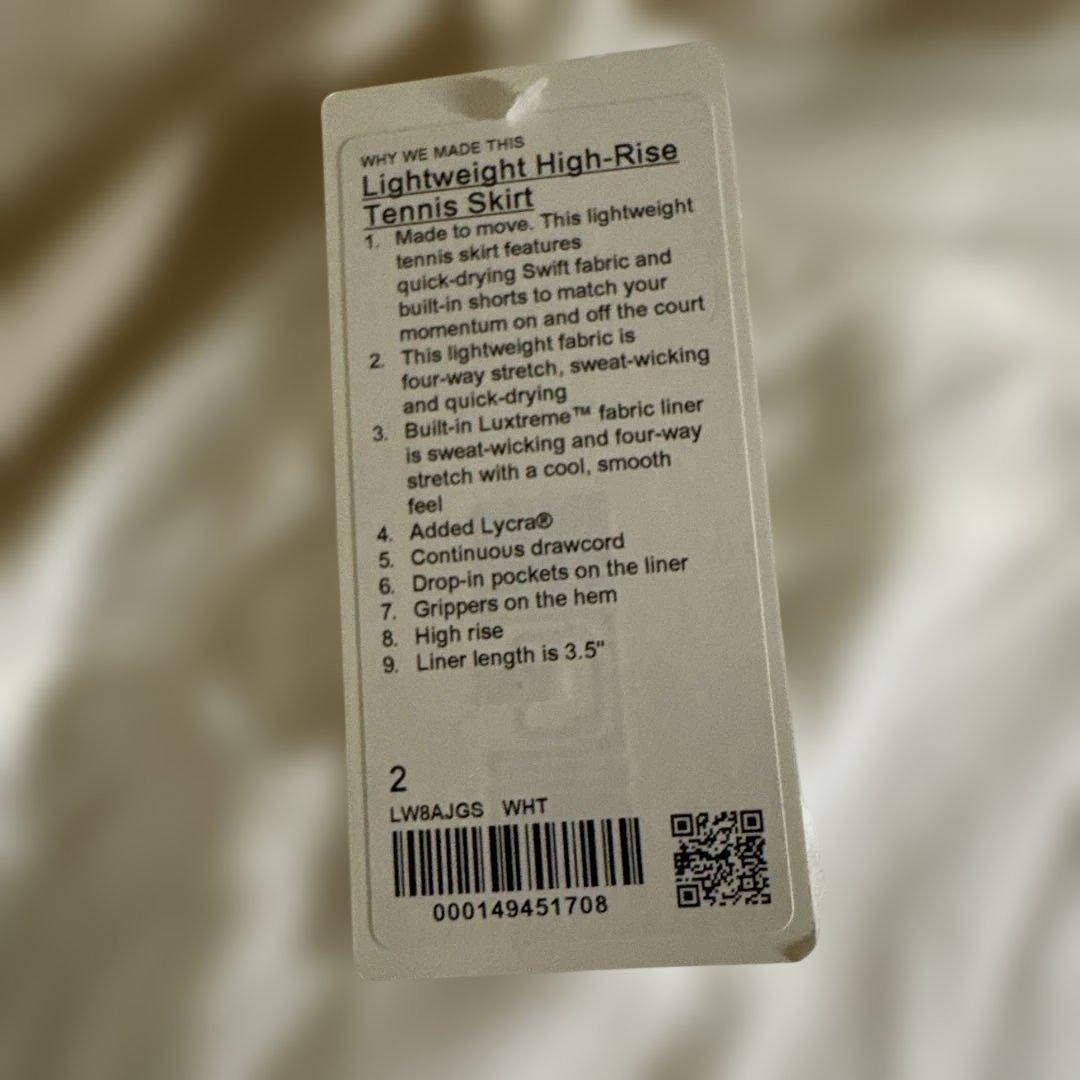 WHY WE MADE THIS
Lightweight High-Rise
Tennis Skirt
1. Made to move. This lightweight
tennis skirt features
quick-drying Swift fabric and
built-in shorts to match your
momentum on and off the court
2. This lightweight fabric is
four-way stretch, sweat-wicking
and quick-drying
3. Built-in Luxtreme™ fabric liner
is sweat-wicking and four-way
stretch with a cool, smooth
feel
4. Added Lycra®
5. Continuous drawcord
6. Drop-in pockets on the liner
7. Grippers on the hem
8. High rise
9. Liner length is 3.5"
2
LW8AJGS WHT
000149451708